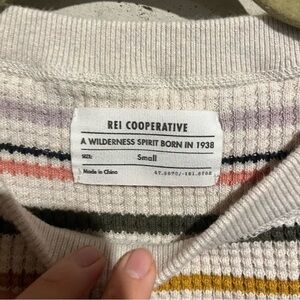 REI COOPERATIVE
A WILDERNESS SPIRIT BORN IN 1938
SIZE: Small
Made in China